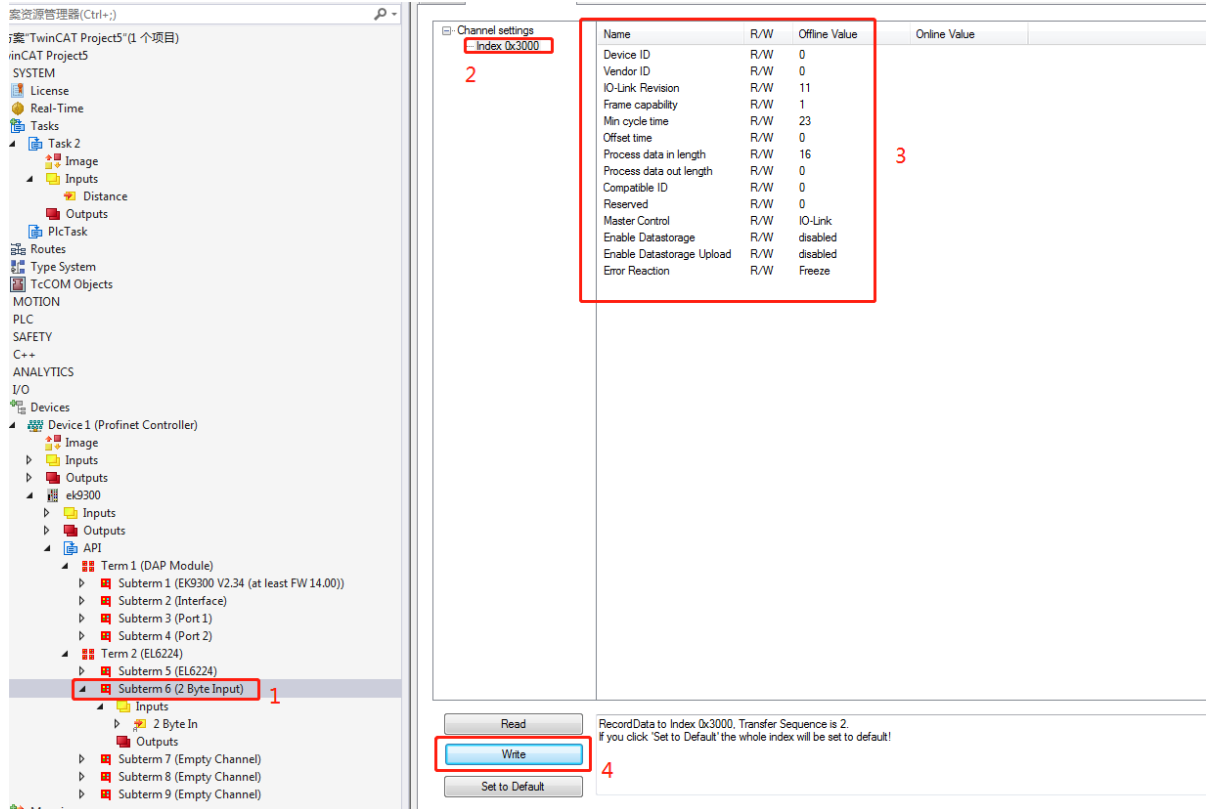 案资源管理器(Ctrl+;)
方案"TwinCAT Project5"(1 个项目)
vinCAT Project5
SYSTEM
License
Real-Time
Tasks
Task 2
Image
Inputs
Distance
Outputs
PlcTask
Routes
Type System
TcCOM Objects
MOTION
PLC
SAFETY
C++
ANALYTICS
I/O
Devices
Device 1 (Profinet Controller)
Image
Inputs
Outputs
ek9300
Inputs
Outputs
API
Term 1 (DAP Module)
Subterm 1 (EK9300 V2.34 (at least FW 14.00))
Subterm 2 (Interface)
Subterm 3 (Port 1)
Subterm 4 (Port 2)
Term 2 (EL6224)
Subterm 5 (EL6224)
Subterm 6 (2 Byte Input) 1
Inputs
2 Byte In
Outputs
Subterm 7 (Empty Channel)
Subterm 8 (Empty Channel)
Subterm 9 (Empty Channel)
Channel settings
Index 0x3000
2
Name R/W Offline Value Online Value
Device ID R/W 0
Vendor ID R/W 0
IO-Link Revision R/W 11
Frame capability R/W 1
Min cycle time R/W 23
Offset time R/W 0
Process data in length R/W 16
Process data out length R/W 0
Compatible ID R/W 0
Reserved R/W 0
Master Control R/W IO-Link
Enable Datastorage R/W disabled
Enable Datastorage Upload R/W disabled
Error Reaction R/W Freeze
3
Read
Write
4
Set to Default
RecordData to Index 0x3000, Transfer Sequence is 2.
If you click 'Set to Default' the whole index will be set to default!